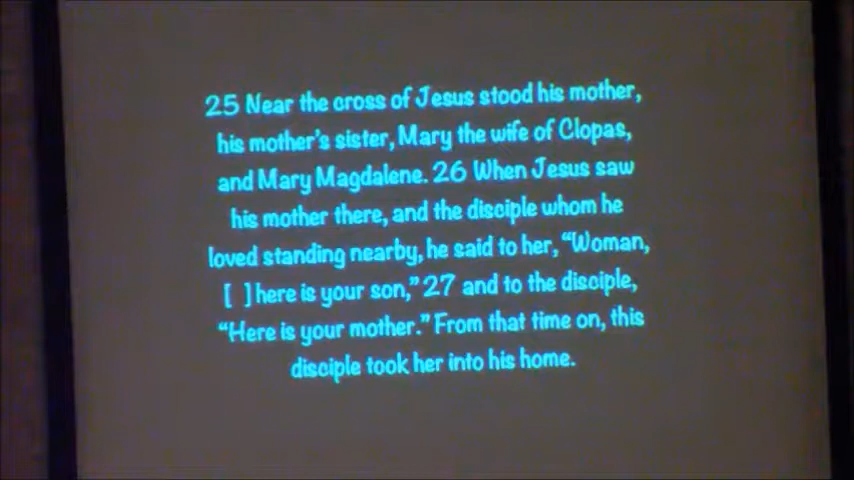 25 Near the cross of Jesus stood his mother,
his mother's sister, Mary the wife of Clopas,
and Mary Magdalene. 26 When Jesus saw
his mother there, and the disciple whom he
loved standing nearby, he said to her, “Woman,
[ ] here is your son,” 27 and to the disciple,
“Here is your mother.” From that time on, this
disciple took her into his home.